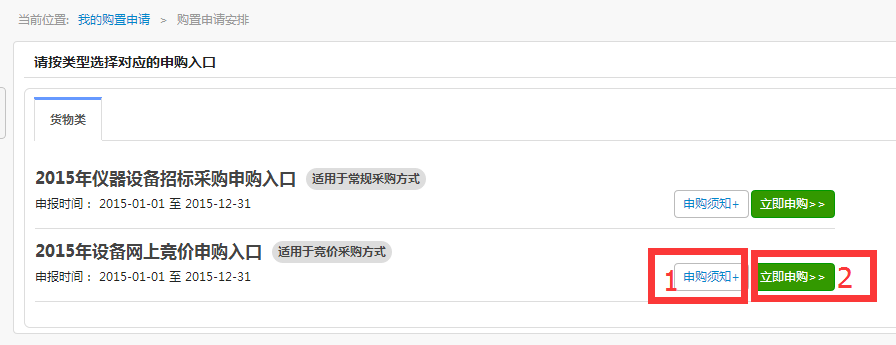 当前位置: 我的购置申请 > 购置申请安排
请按类型选择对应的申购入口
货物类
2015年仪器设备招标采购申购入口 适用于常规采购方式
申报时间： 2015-01-01 至 2015-12-31 申购须知+ 立即申购>>
2015年设备网上竞价申购入口 适用于竞价采购方式
申报时间： 2015-01-01 至 2015-12-31 1 申购须知+ 立即申购>> 2